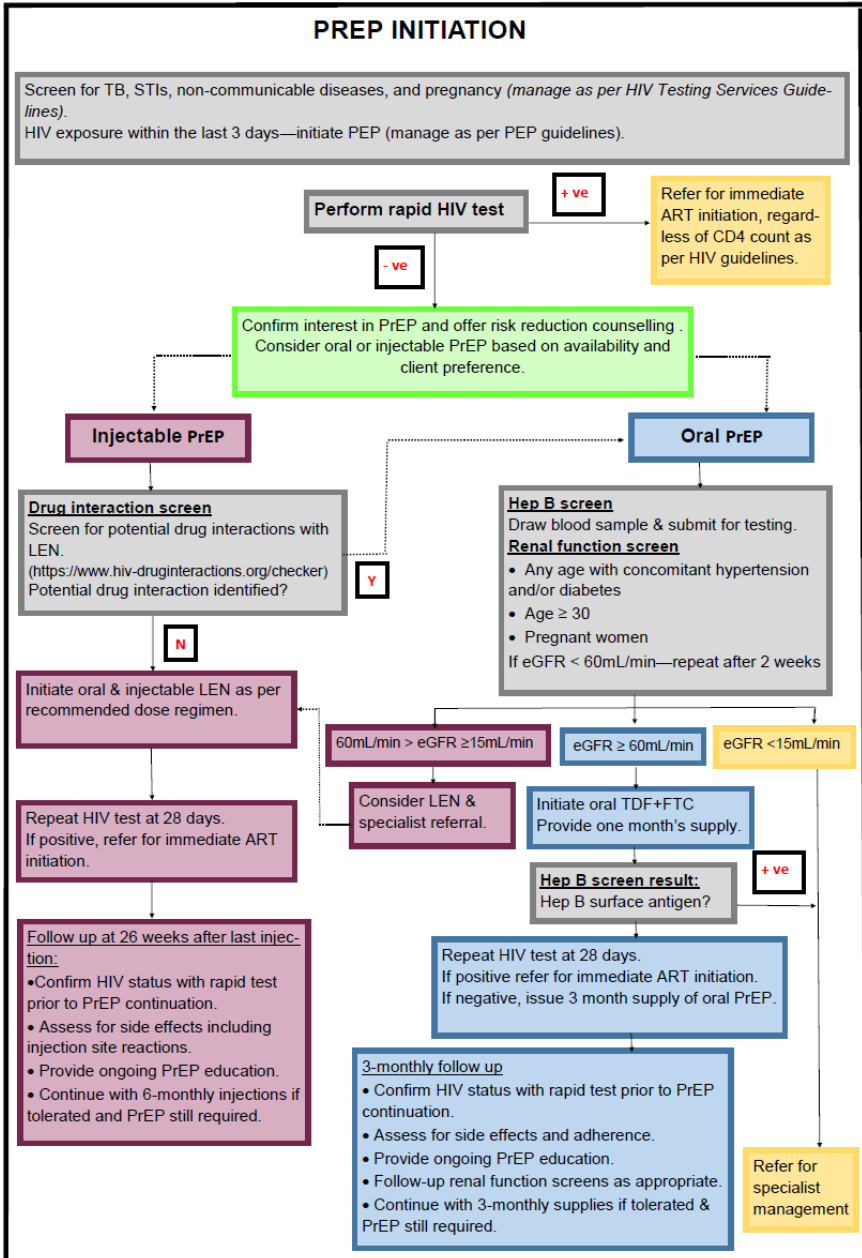 PREP INITIATION
Screen for TB, STIs, non-communicable diseases, and pregnancy (manage as per HIV Testing Services Guide-
lines).
HIV exposure within the last 3 days—initiate PEP (manage as per PEP guidelines).
Perform rapid HIV test
+ ve
Refer for immediate
ART initiation, regard-
less of CD4 count as
per HIV guidelines.
- ve
Confirm interest in PrEP and offer risk reduction counselling .
Consider oral or injectable PrEP based on availability and
client preference.
Injectable PrEP
Drug interaction screen
Screen for potential drug interactions with
LEN.
(https://www.hiv-druginteractions.org/checker)
Potential drug interaction identified?
Y
N
Initiate oral & injectable LEN as per
recommended dose regimen.
Repeat HIV test at 28 days.
If positive, refer for immediate ART
initiation.
Follow up at 26 weeks after last injec-
tion:
•Confirm HIV status with rapid test
prior to PrEP continuation.
• Assess for side effects including
injection site reactions.
• Provide ongoing PrEP education.
• Continue with 6-monthly injections if
tolerated and PrEP still required.
Oral PrEP
Hep B screen
Draw blood sample & submit for testing.
Renal function screen
• Any age with concomitant hypertension
and/or diabetes
• Age ≥ 30
• Pregnant women
If eGFR < 60mL/min—repeat after 2 weeks
60mL/min > eGFR ≥15mL/min
eGFR ≥ 60mL/min
eGFR <15mL/min
Consider LEN &
specialist referral.
Initiate oral TDF+FTC
Provide one month's supply.
Hep B screen result:
Hep B surface antigen?
+ ve
Repeat HIV test at 28 days.
If positive refer for immediate ART initiation.
If negative, issue 3 month supply of oral PrEP.
3-monthly follow up
• Confirm HIV status with rapid test prior to PrEP
continuation.
• Assess for side effects and adherence.
• Provide ongoing PrEP education.
• Follow-up renal function screens as appropriate.
• Continue with 3-monthly supplies if tolerated &
PrEP still required.
Refer for
specialist
management